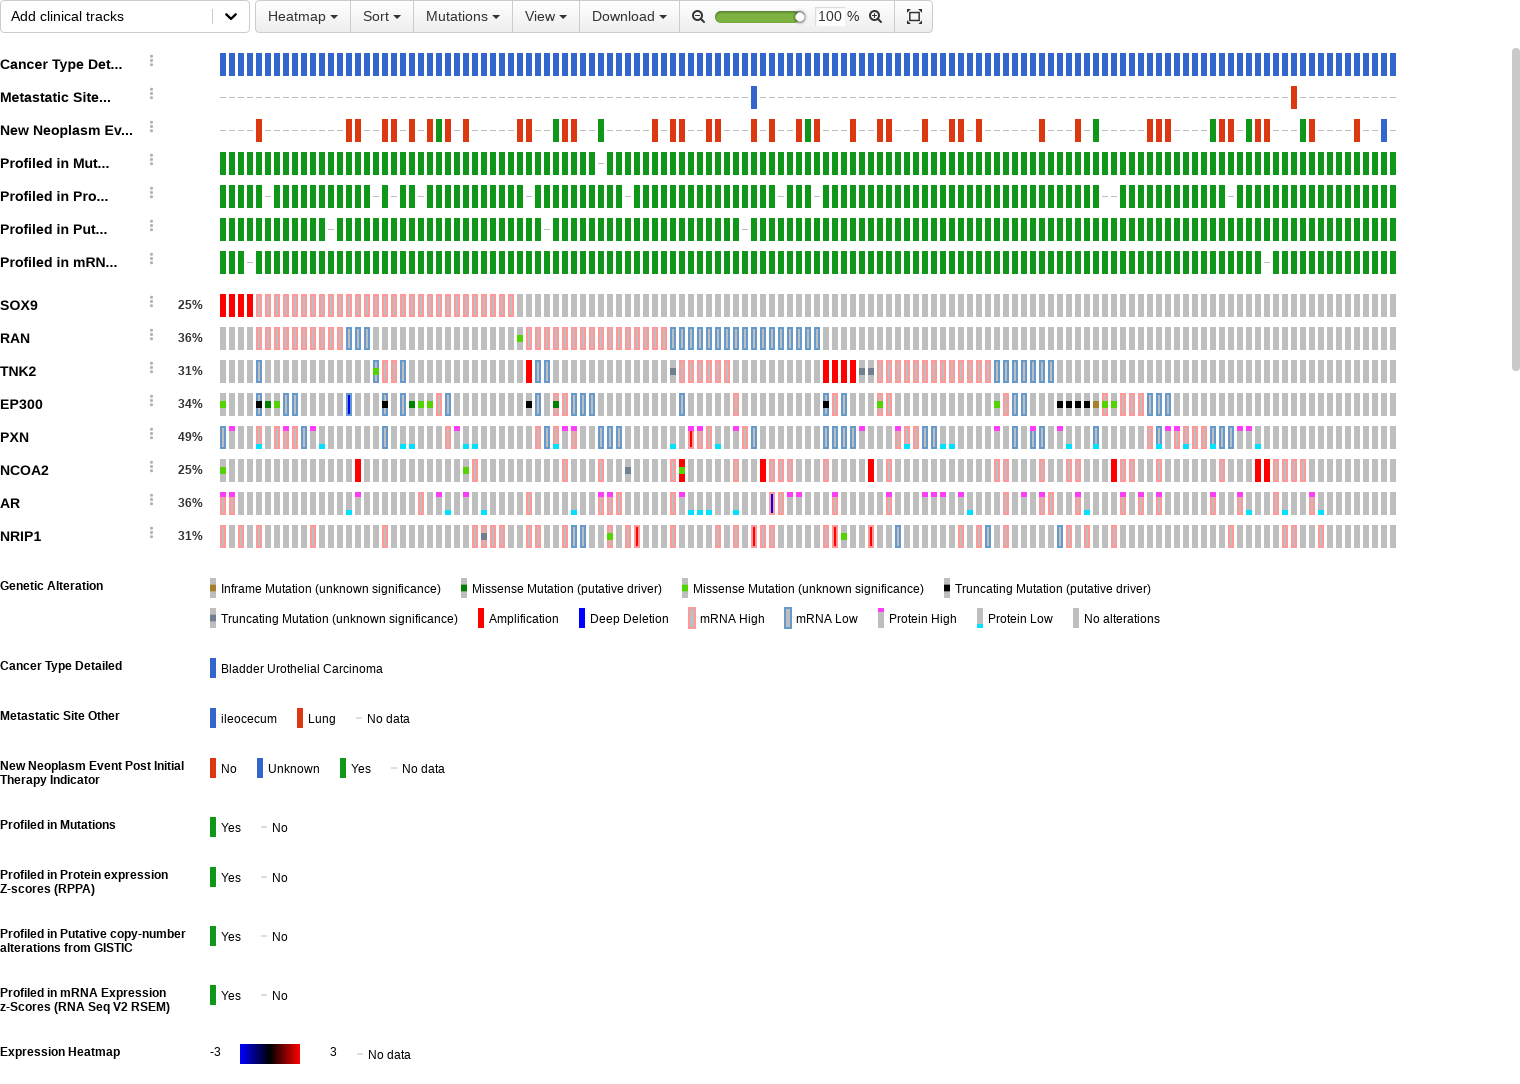 Add clinical tracks
Heatmap Sort Mutations View Download 100 %
Cancer Type Det...
Metastatic Site...
New Neoplasm Ev...
Profiled in Mut...
Profiled in Pro...
Profiled in Put...
Profiled in mRN...
SOX9 25%
RAN 36%
TNK2 31%
EP300 34%
PXN 49%
NCOA2 25%
AR 36%
NRIP1 31%
Genetic Alteration Inframe Mutation (unknown significance) Missense Mutation (putative driver) Missense Mutation (unknown significance) Truncating Mutation (putative driver)
Truncating Mutation (unknown significance) Amplification Deep Deletion mRNA High mRNA Low Protein High Protein Low No alterations
Cancer Type Detailed Bladder Urothelial Carcinoma
Metastatic Site Other ileocecum Lung No data
New Neoplasm Event Post Initial
Therapy Indicator
No Unknown Yes No data
Profiled in Mutations Yes No
Profiled in Protein expression
Z-scores (RPPA)
Yes No
Profiled in Putative copy-number
alterations from GISTIC
Yes No
Profiled in mRNA Expression
z-Scores (RNA Seq V2 RSEM)
Yes No
Expression Heatmap -3 3 No data